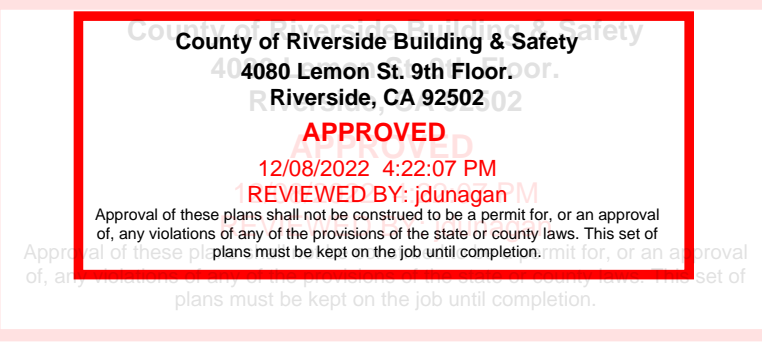 County of Riverside Building & Safety
4080 Lemon St. 9th Floor.
Riverside, CA 92502
APPROVED
12/08/2022 4:22:07 PM
REVIEWED BY: jdunagan
Approval of these plans shall not be construed to be a permit for, or an approval
of, any violations of any of the provisions of the state or county laws. This set of
plans must be kept on the job until completion.